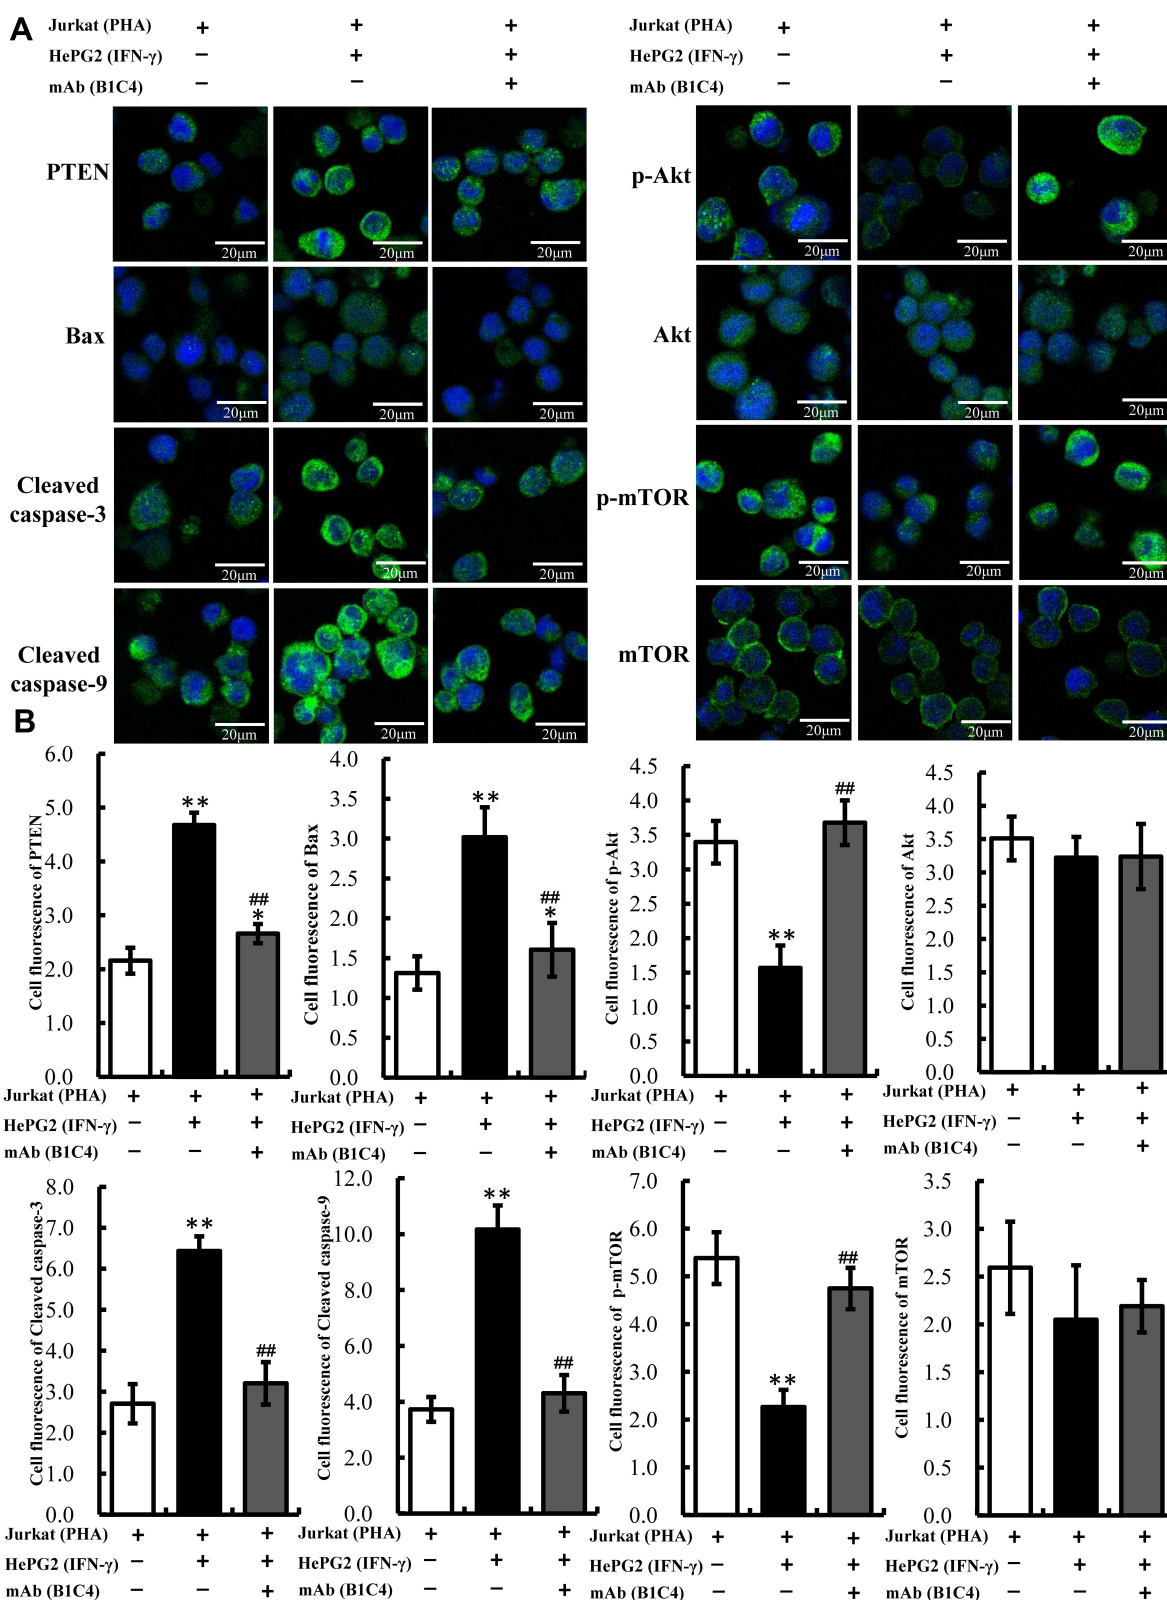 A
Jurkat (PHA) + + +
HePG2 (IFN-γ) − + +
mAb (B1C4) − − +
Jurkat (PHA) + + +
HePG2 (IFN-γ) − + +
mAb (B1C4) − − +
PTEN
20μm 20μm 20μm
p-Akt
20μm 20μm 20μm
Bax
20μm 20μm 20μm
Akt
20μm 20μm 20μm
Cleaved
caspase-3
20μm 20μm 20μm
p-mTOR
20μm 20μm 20μm
Cleaved
caspase-9
20μm 20μm 20μm
mTOR
20μm 20μm 20μm
B
Cell fluorescence of PTEN
6.0
5.0
4.0
3.0
2.0
1.0
0.0
**
##
*
Jurkat (PHA) + + +
HePG2 (IFN-γ) − + +
mAb (B1C4) − − +
Cell fluorescence of Bax
4.0
3.5
3.0
2.5
2.0
1.5
1.0
0.5
0.0
**
##
*
Jurkat (PHA) + + +
HePG2 (IFN-γ) − + +
mAb (B1C4) − − +
Cell fluorescence of p-Akt
4.5
4.0
3.5
3.0
2.5
2.0
1.5
1.0
0.5
0.0
**
##
Jurkat (PHA) + + +
HePG2 (IFN-γ) − + +
mAb (B1C4) − − +
Cell fluorescence of Akt
4.5
4.0
3.5
3.0
2.5
2.0
1.5
1.0
0.5
0.0
Jurkat (PHA) + + +
HePG2 (IFN-γ) − + +
mAb (B1C4) − − +
Cell fluorescence of Cleaved caspase-3
8.0
7.0
6.0
5.0
4.0
3.0
2.0
1.0
0.0
**
##
Jurkat (PHA) + + +
HePG2 (IFN-γ) − + +
mAb (B1C4) − − +
Cell fluorescence of Cleaved caspase-9
12.0
10.0
8.0
6.0
4.0
2.0
0.0
**
##
Jurkat (PHA) + + +
HePG2 (IFN-γ) − + +
mAb (B1C4) − − +
Cell fluorescence of p-mTOR
7.0
6.0
5.0
4.0
3.0
2.0
1.0
0.0
**
##
Jurkat (PHA) + + +
HePG2 (IFN-γ) − + +
mAb (B1C4) − − +
Cell fluorescence of mTOR
3.5
3.0
2.5
2.0
1.5
1.0
0.5
0.0
Jurkat (PHA) + + +
HePG2 (IFN-γ) − + +
mAb (B1C4) − − +